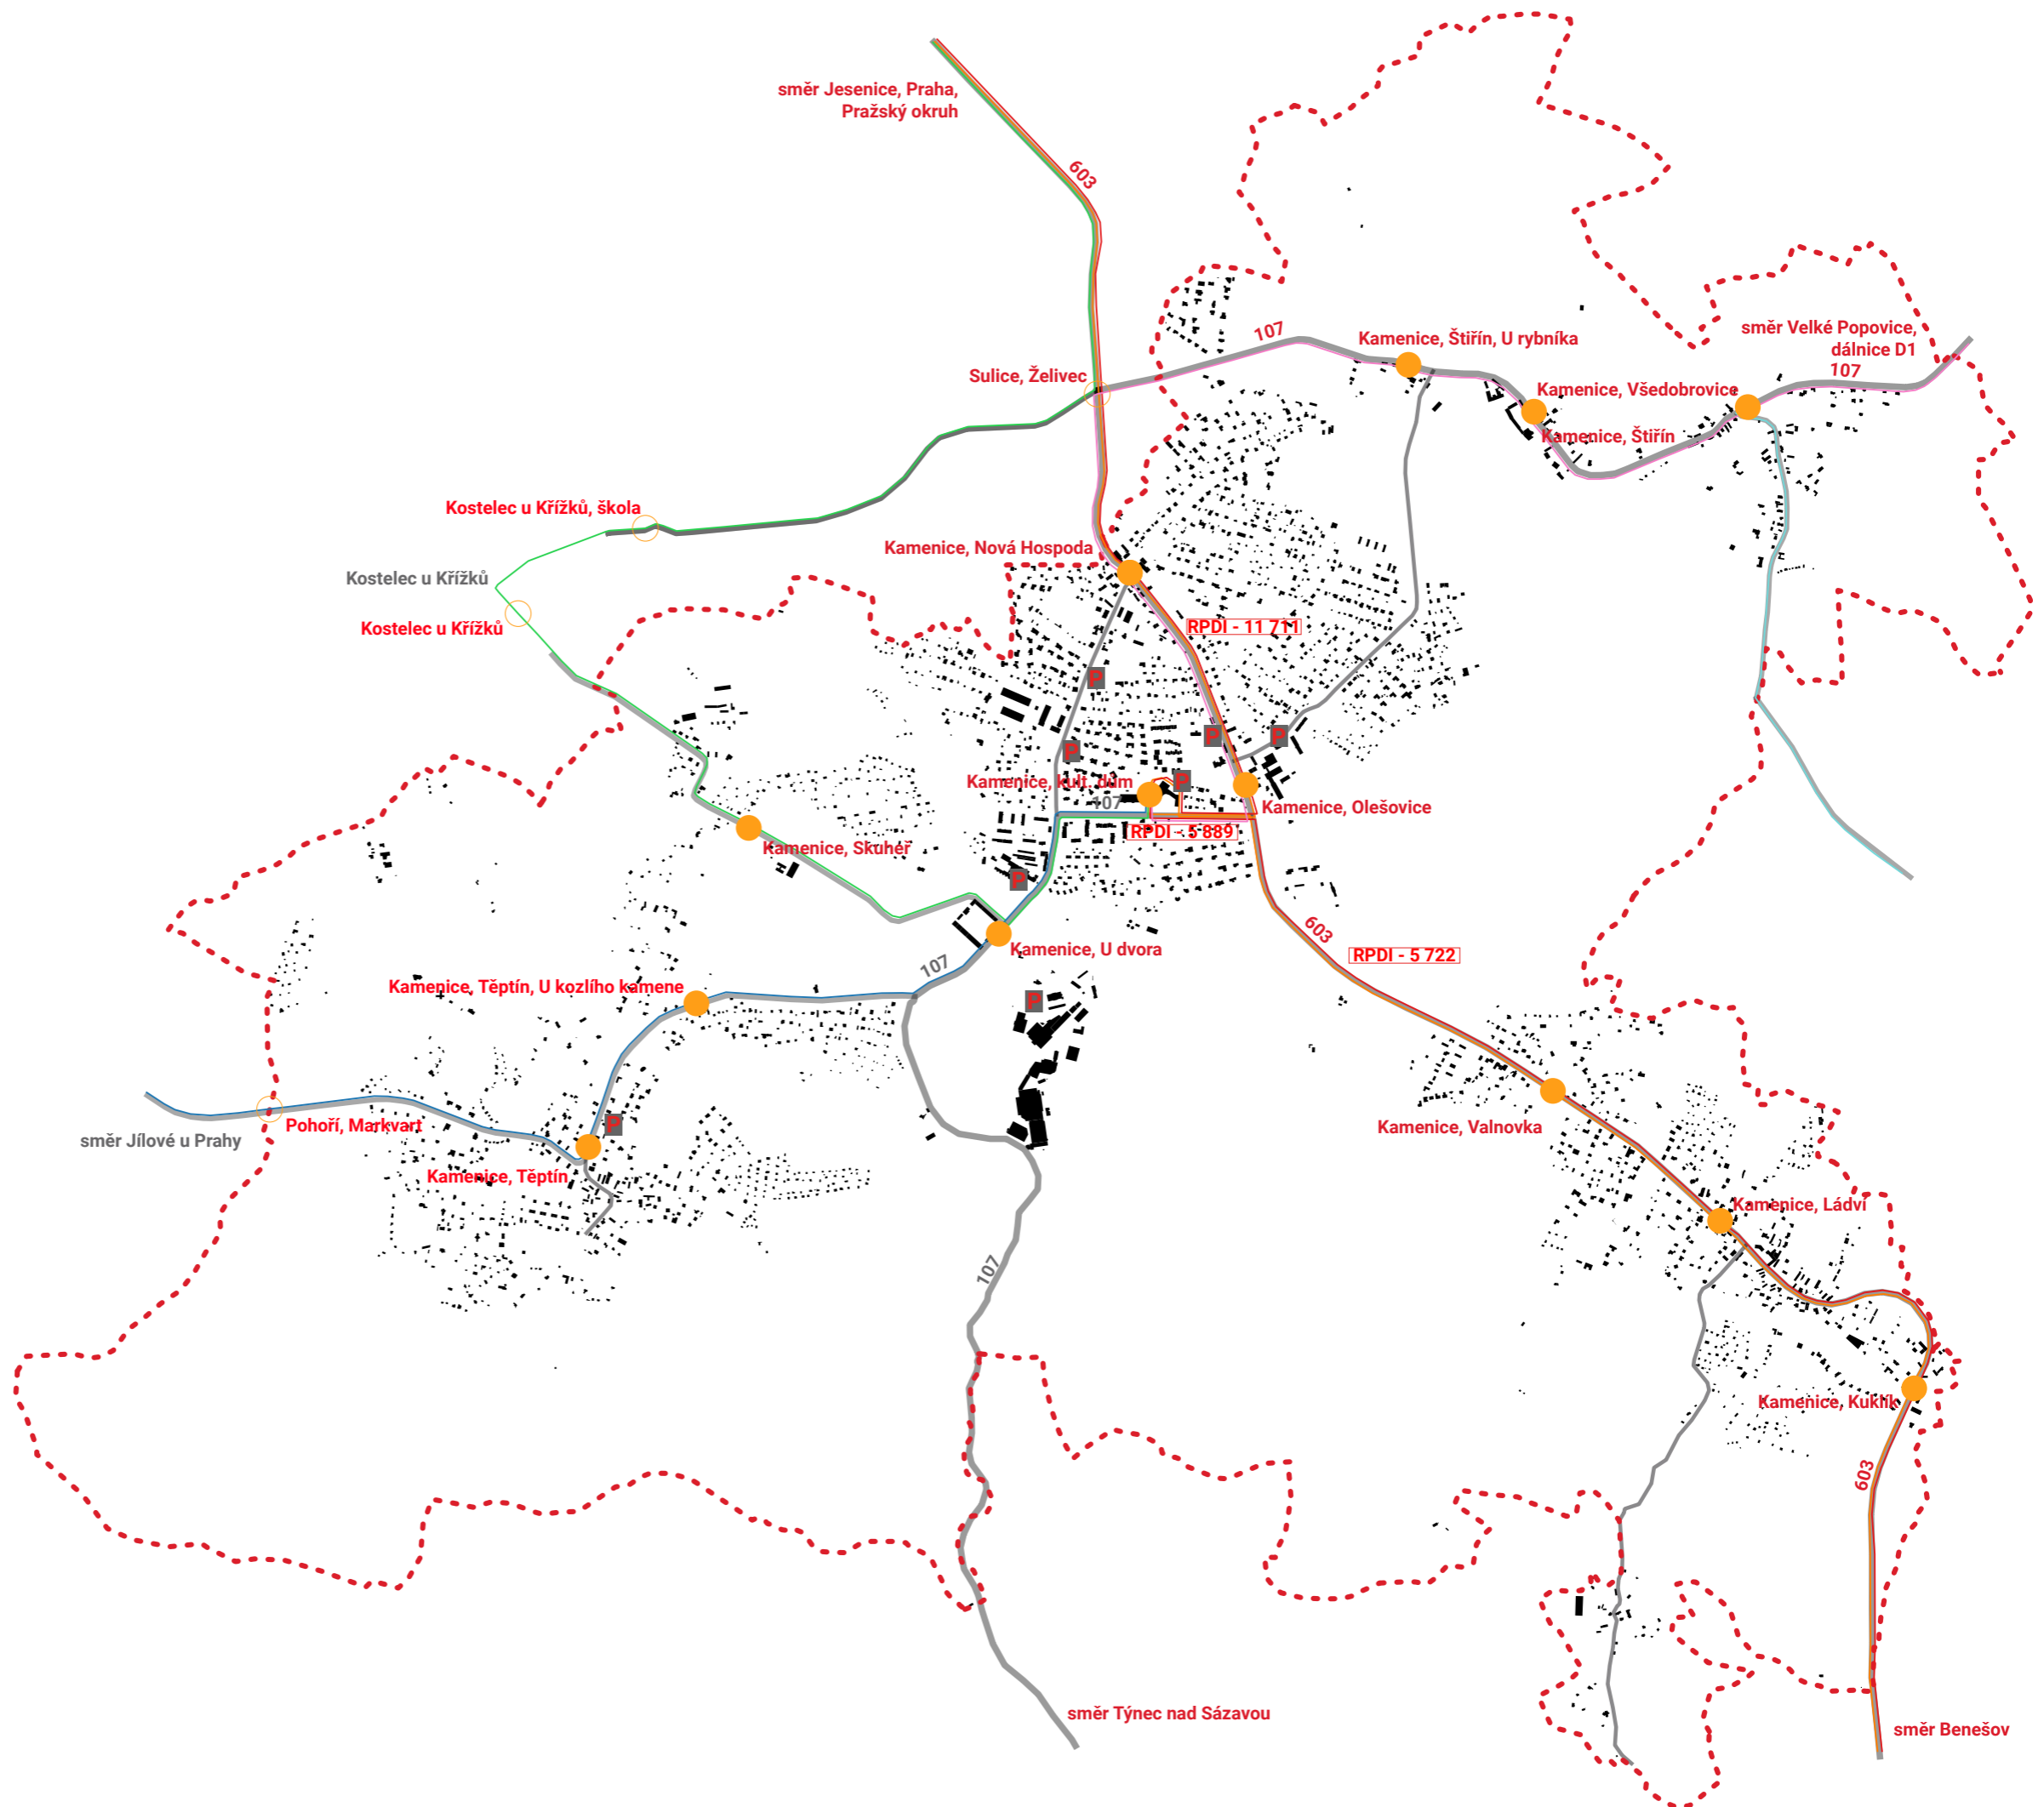 směr Jesenice, Praha,
Pražský okruh
603
107
Kamenice, Štiřín, U rybníka
směr Velké Popovice,
dálnice D1
107
Sulice, Želivec
Kamenice, Všedobrovice
Kamenice, Štiřín
Kostelec u Křížků, škola
Kamenice, Nová Hospoda
Kostelec u Křížků
Kostelec u Křížků
RPDI - 11 711
P
P
P
P
Kamenice, kult. dům
P
107
Kamenice, Olešovice
RPDI - 5 889
Kamenice, Skuheř
P
603
Kamenice, U dvora
RPDI - 5 722
107
Kamenice, Těptín, U kozlího kamene
P
Pohoří, Markvart
P
směr Jílové u Prahy
Kamenice, Valnovka
Kamenice, Těptín
Kamenice, Ládví
107
Kamenice, Kuklík
603
směr Týnec nad Sázavou
směr Benešov